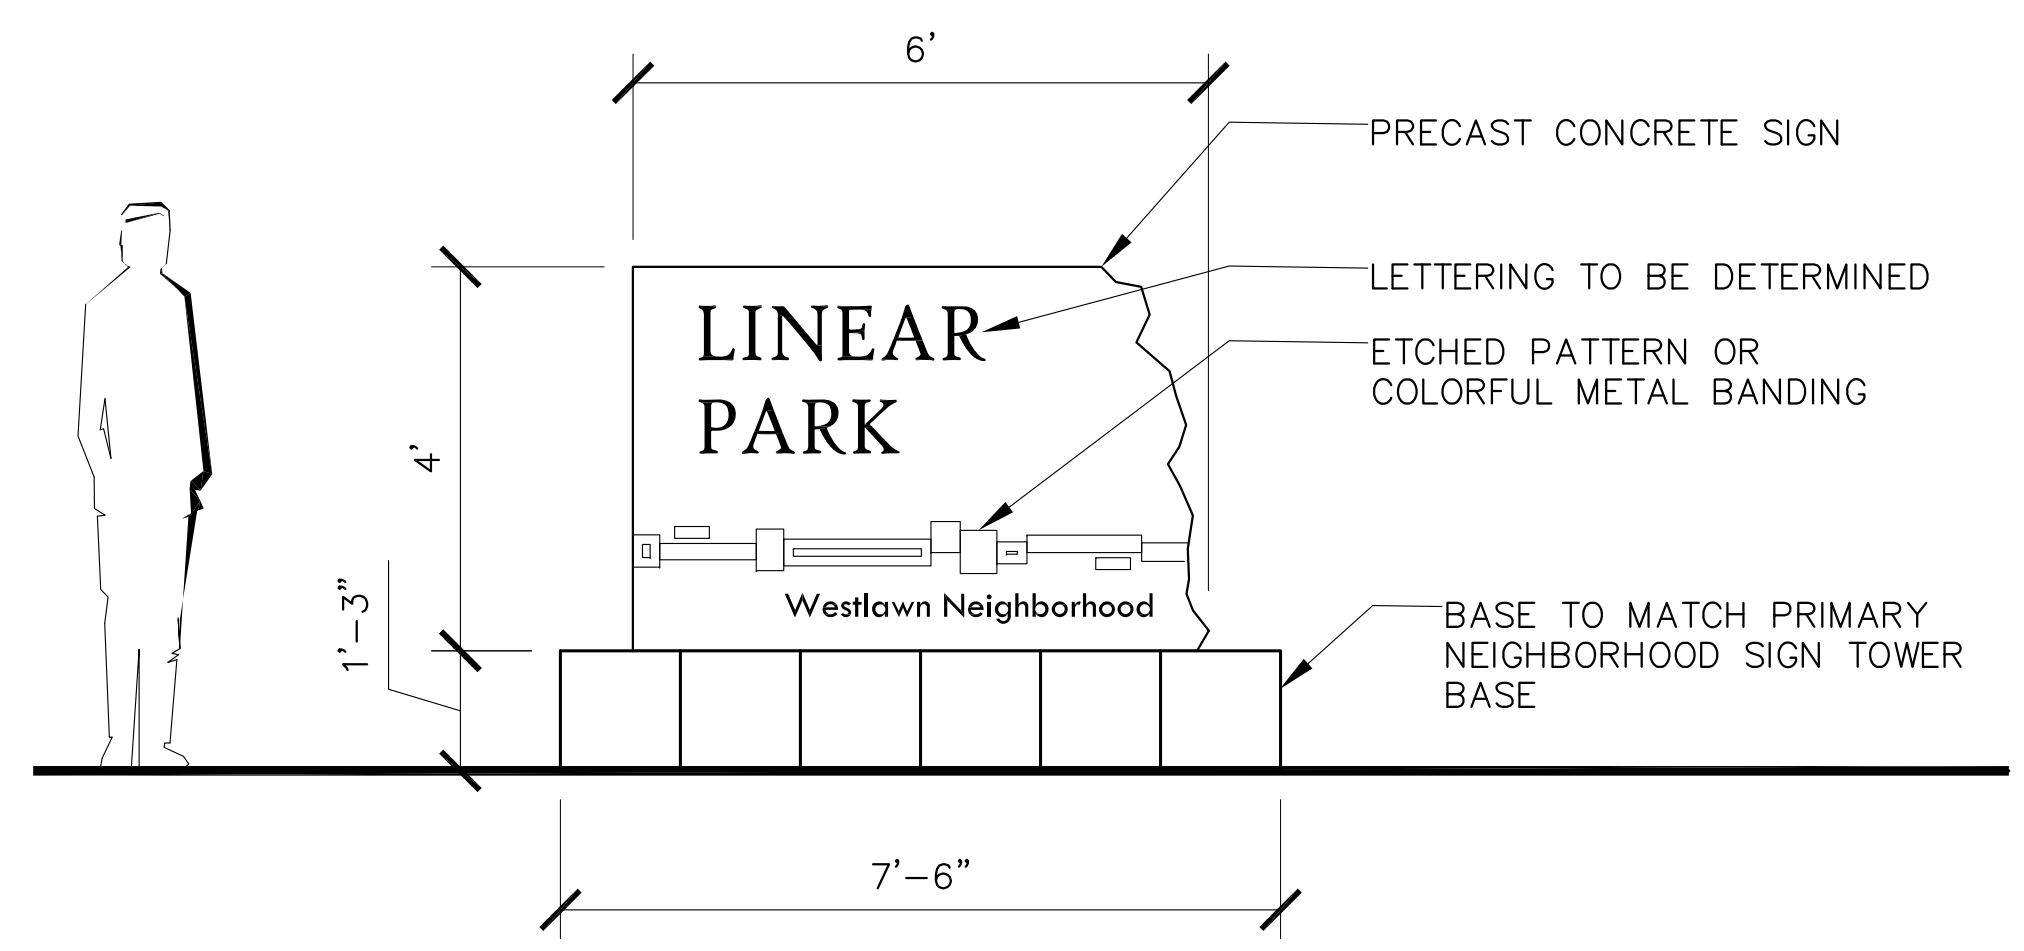 6’
PRECAST CONCRETE SIGN
LETTERING TO BE DETERMINED
LINEAR
PARK
ETCHED PATTERN OR
COLORFUL METAL BANDING
4’
Westlawn Neighborhood
1’–3”
BASE TO MATCH PRIMARY
NEIGHBORHOOD SIGN TOWER
BASE
7’–6”